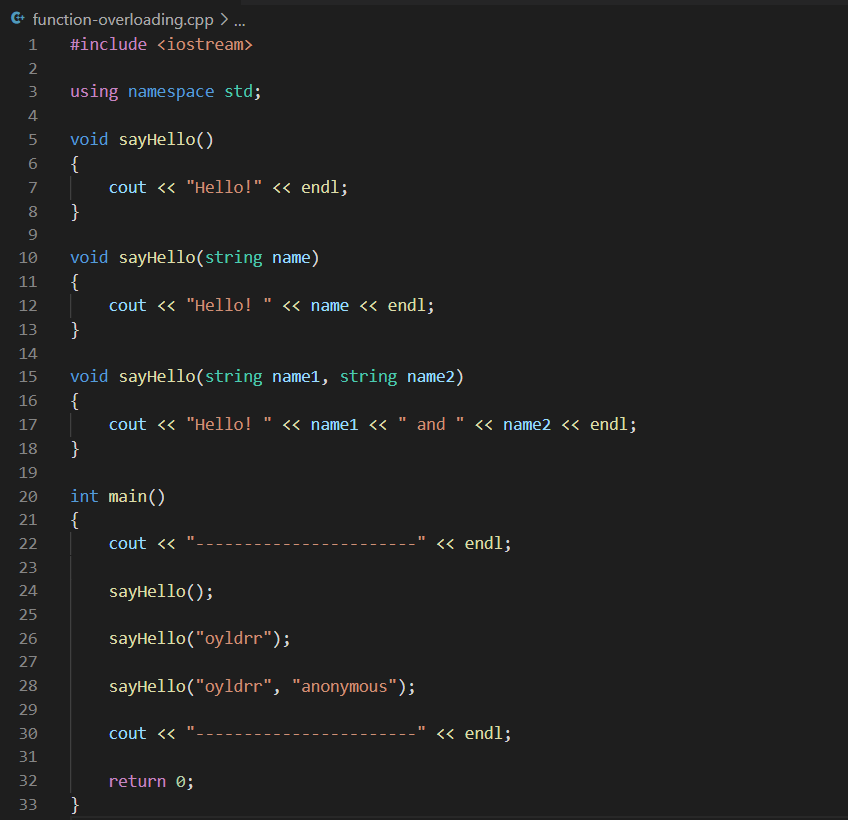 function-overloading.cpp > ...
1 #include <iostream>
2
3 using namespace std;
4
5 void sayHello()
6 {
7     cout << "Hello!" << endl;
8 }
9
10 void sayHello(string name)
11 {
12     cout << "Hello! " << name << endl;
13 }
14
15 void sayHello(string name1, string name2)
16 {
17     cout << "Hello! " << name1 << " and " << name2 << endl;
18 }
19
20 int main()
21 {
22     cout << "-----------------------" << endl;
23
24     sayHello();
25
26     sayHello("oyldrr");
27
28     sayHello("oyldrr", "anonymous");
29
30     cout << "-----------------------" << endl;
31
32     return 0;
33 }